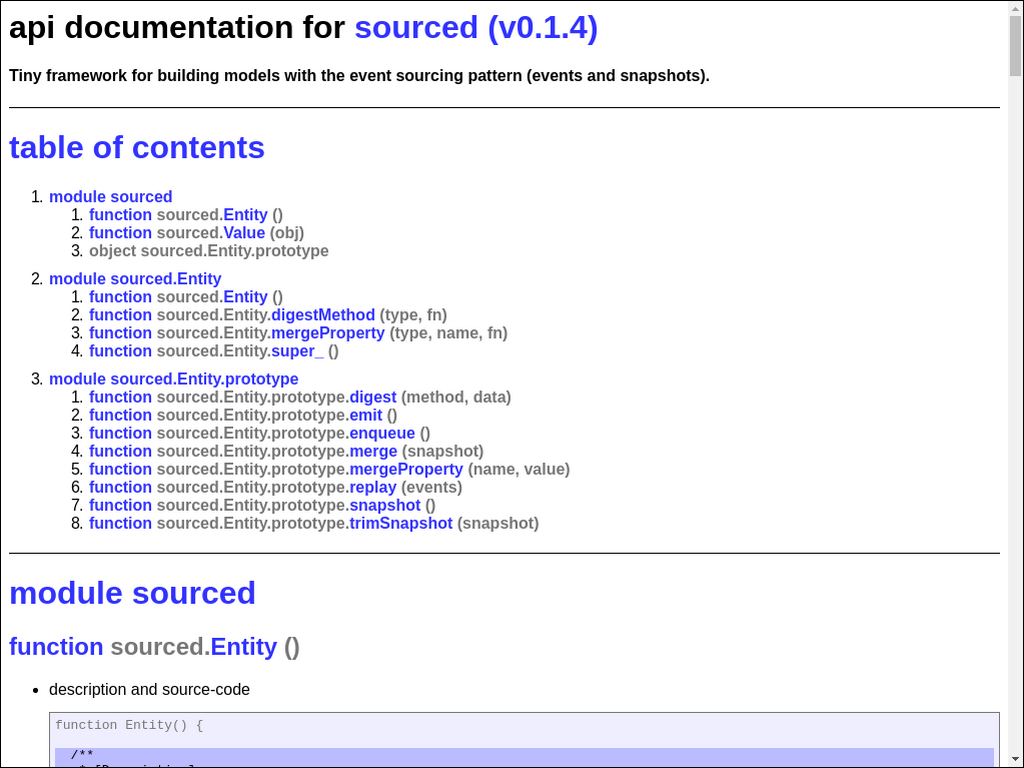 api documentation for sourced (v0.1.4)
Tiny framework for building models with the event sourcing pattern (events and snapshots).
table of contents
1. module sourced
1. function sourced.Entity ()
2. function sourced.Value (obj)
3. object sourced.Entity.prototype
2. module sourced.Entity
1. function sourced.Entity ()
2. function sourced.Entity.digestMethod (type, fn)
3. function sourced.Entity.mergeProperty (type, name, fn)
4. function sourced.Entity.super_ ()
3. module sourced.Entity.prototype
1. function sourced.Entity.prototype.digest (method, data)
2. function sourced.Entity.prototype.emit ()
3. function sourced.Entity.prototype.enqueue ()
4. function sourced.Entity.prototype.merge (snapshot)
5. function sourced.Entity.prototype.mergeProperty (name, value)
6. function sourced.Entity.prototype.replay (events)
7. function sourced.Entity.prototype.snapshot ()
8. function sourced.Entity.prototype.trimSnapshot (snapshot)
module sourced
function sourced.Entity ()
• description and source-code
function Entity() {
/**